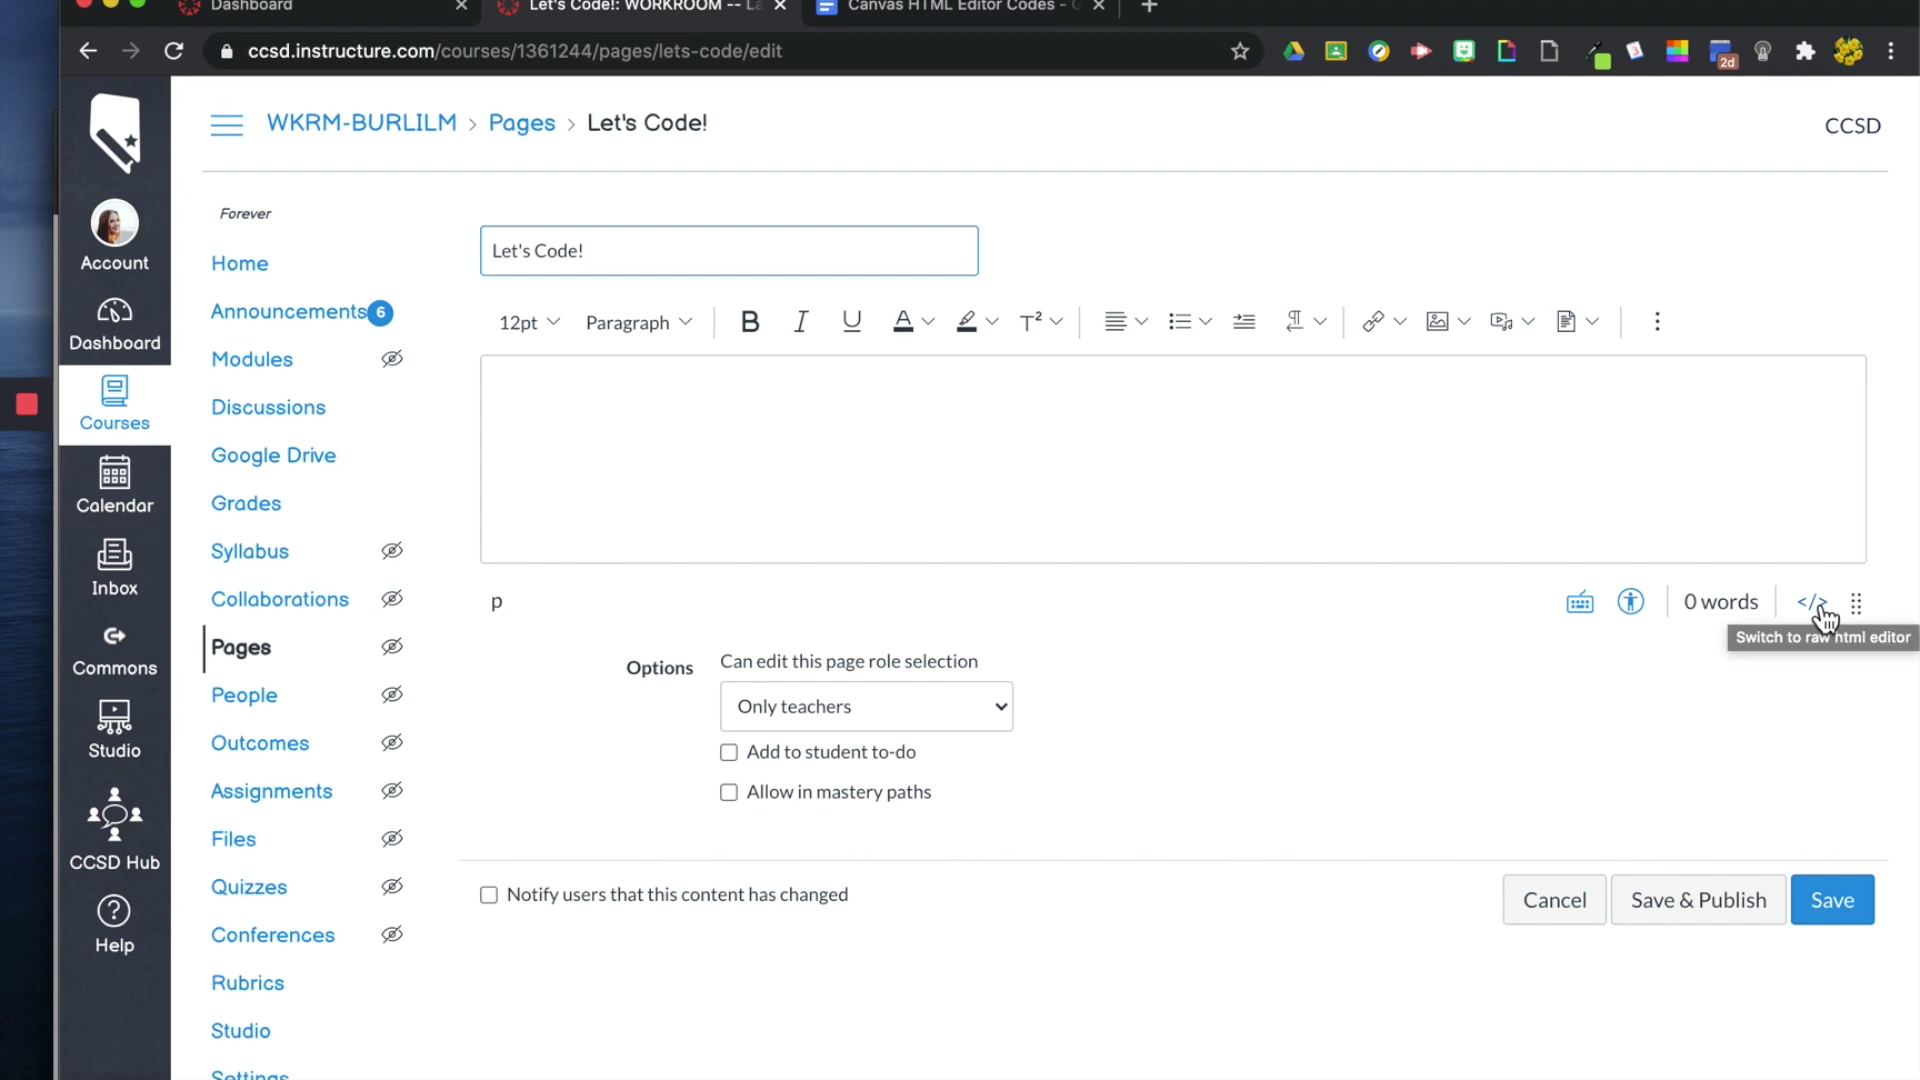 Dashboard
Let's Code!: WORKROOM -- La
Canvas HTML Editor Codes - G
ccsd.instructure.com/courses/1361244/pages/lets-code/edit
2d
WKRM-BURLILM > Pages > Let's Code!
CCSD
Account
Dashboard
Courses
Calendar
Inbox
Commons
Studio
CCSD Hub
Help
Forever
Home
Announcements 6
Modules
Discussions
Google Drive
Grades
Syllabus
Collaborations
Pages
People
Outcomes
Assignments
Files
Quizzes
Conferences
Rubrics
Studio
Settings
Let's Code!
12pt Paragraph B I U A T²
p
0 words </>
Switch to raw html editor
Options
Can edit this page role selection
Only teachers
Add to student to-do
Allow in mastery paths
Notify users that this content has changed
Cancel
Save & Publish
Save